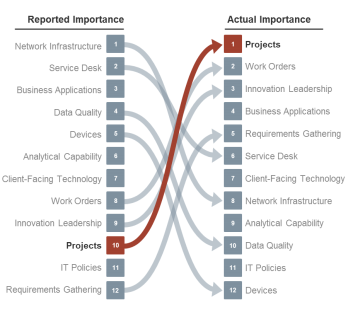 Reported Importance
Actual Importance
Network Infrastructure 1
1 Projects
Service Desk 2
2 Work Orders
Business Applications 3
3 Innovation Leadership
Data Quality 4
4 Business Applications
Devices 5
5 Requirements Gathering
Analytical Capability 6
6 Service Desk
Client-Facing Technology 7
7 Client-Facing Technology
Work Orders 8
8 Network Infrastructure
Innovation Leadership 9
9 Analytical Capability
Projects 10
10 Data Quality
IT Policies 11
11 IT Policies
Requirements Gathering 12
12 Devices